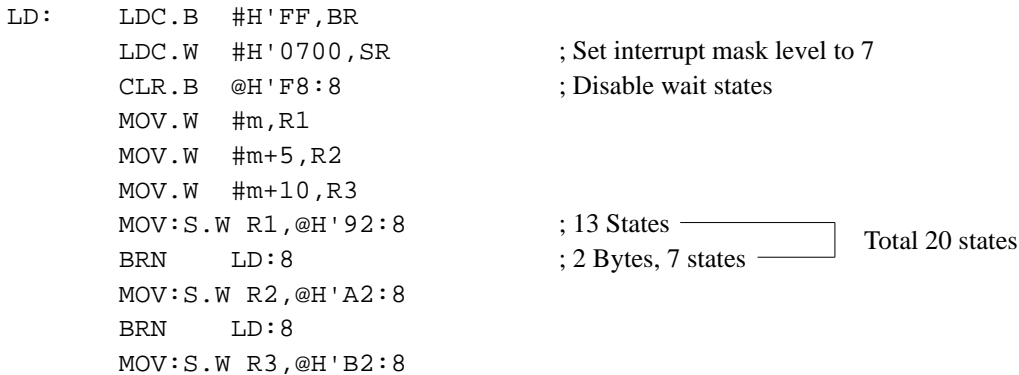 LD: LDC.B #H'FF,BR
LDC.W #H'0700,SR ; Set interrupt mask level to 7
CLR.B @H'F8:8 ; Disable wait states
MOV.W #m,R1
MOV.W #m+5,R2
MOV.W #m+10,R3
MOV:S.W R1,@H'92:8 ; 13 States
Total 20 states
BRN LD:8 ; 2 Bytes, 7 states
MOV:S.W R2,@H'A2:8
BRN LD:8
MOV:S.W R3,@H'B2:8